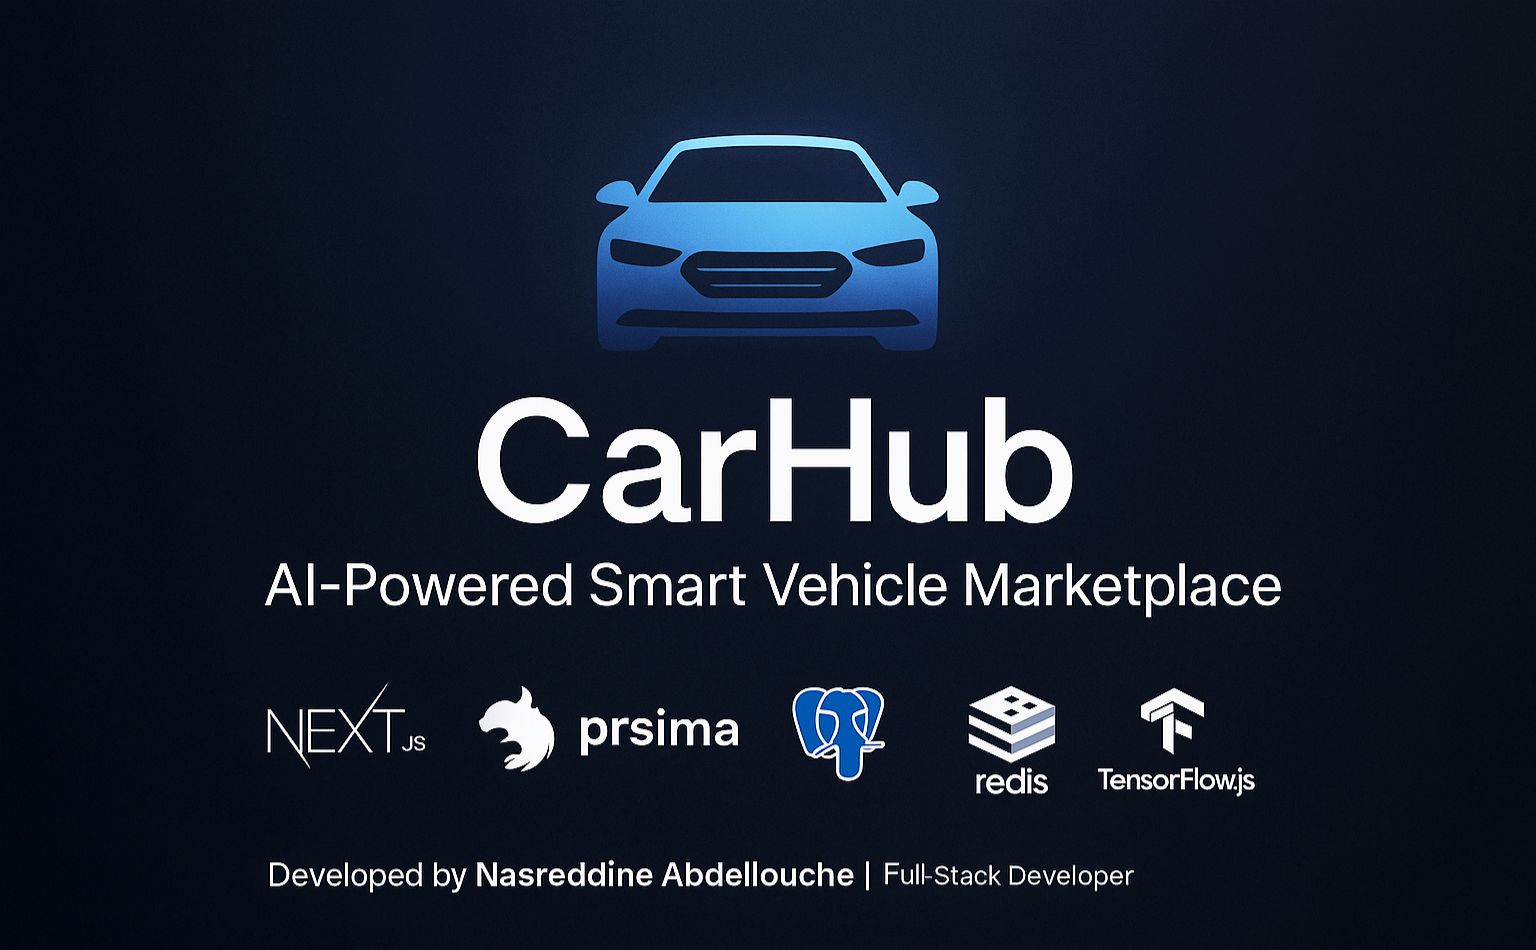 CarHub
AI-Powered Smart Vehicle Marketplace
NEXT.JS prsima redis TensorFlow.js
Developed by Nasreddine Abdellouche | Full-Stack Developer